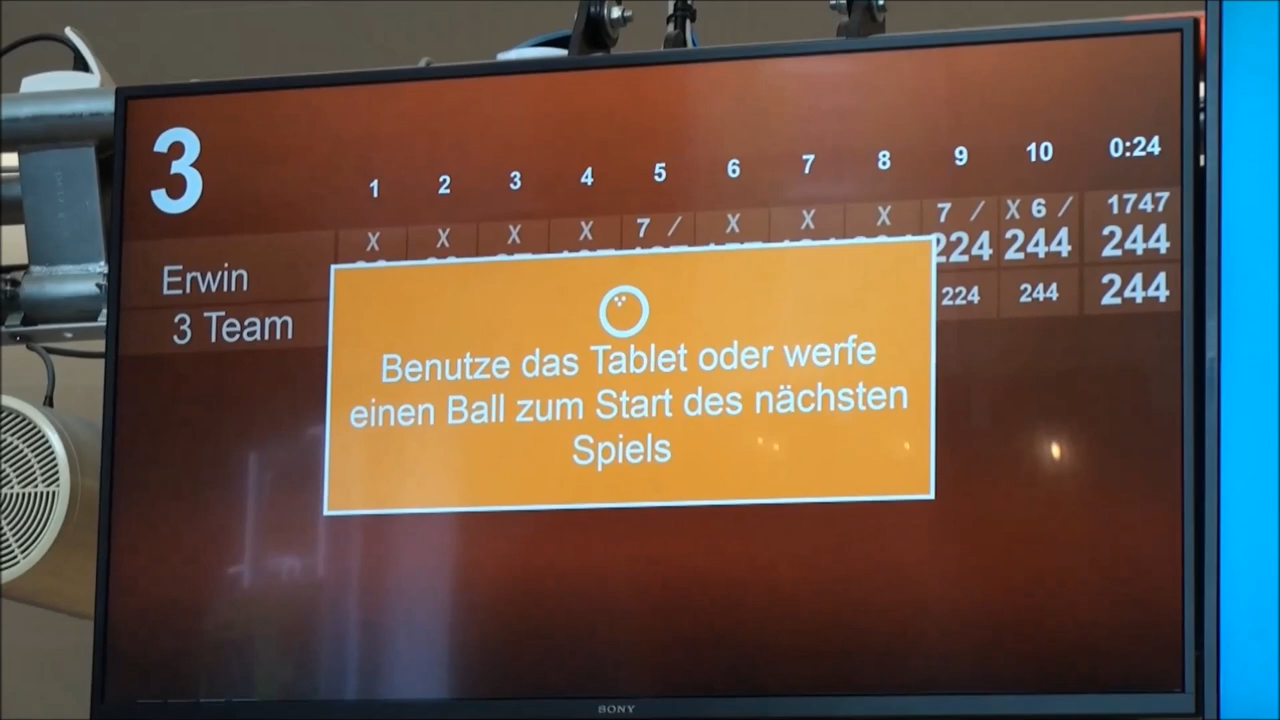 3
1 2 3 4 5 6 7 8 9 10 0:24
X X X X 7 / X X X 7 / X 6 / 1747
Erwin 224 244 244
3 Team 224 244 244
Benutze das Tablet oder werfe
einen Ball zum Start des nächsten
Spiels
SONY